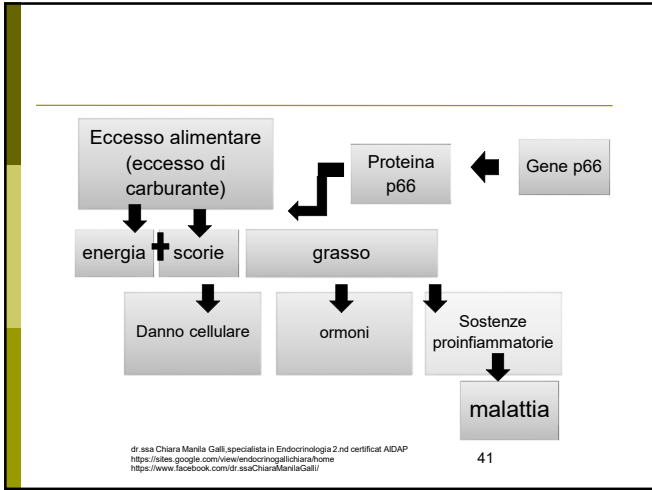 Eccesso alimentare
(eccesso di
carburante)
Proteina
p66
Gene p66
energia
+
scorie
grasso
Danno cellulare
ormoni
Sostenze
proinfiammatorie
malattia
dr.ssa Chiara Manila Galli,specialista in Endocrinologia 2.nd certificat AIDAP
https://sites.google.com/view/endocrinogallichiara/home
https://www.facebook.com/dr.ssaChiaraManilaGalli/
41